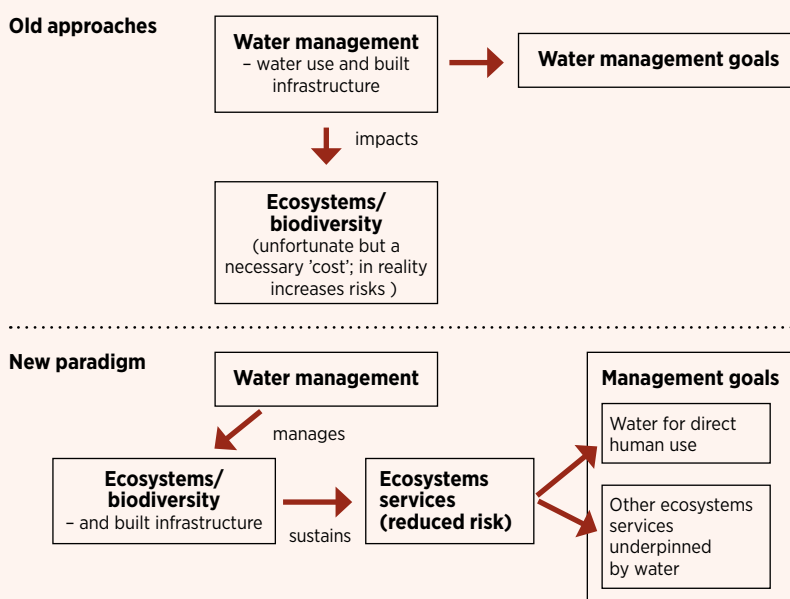 Old approaches
Water management
– water use and built
infrastructure
Water management goals
impacts
Ecosystems/
biodiversity
(unfortunate but a
necessary 'cost'; in reality
increases risks )
New paradigm
Water management
manages
Ecosystems/
biodiversity
– and built infrastructure
sustains
Ecosystems
services
(reduced risk)
Management goals
Water for direct
human use
Other ecosystems
services
underpinned
by water